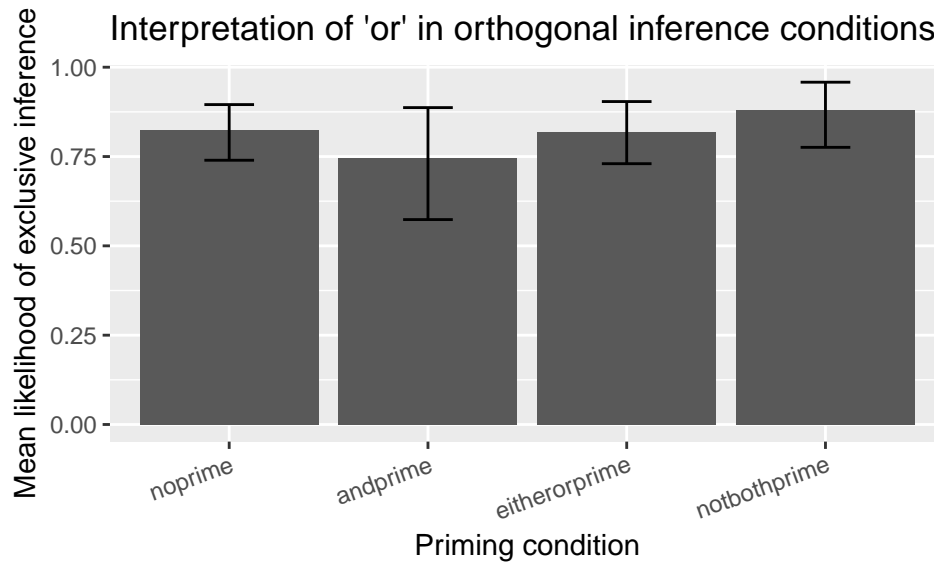 Interpretation of 'or' in orthogonal inference conditions
Mean likelihood of exclusive inference
1.00
0.75
0.50
0.25
0.00
noprime
andprime
eitherorprime
notbothprime
Priming condition